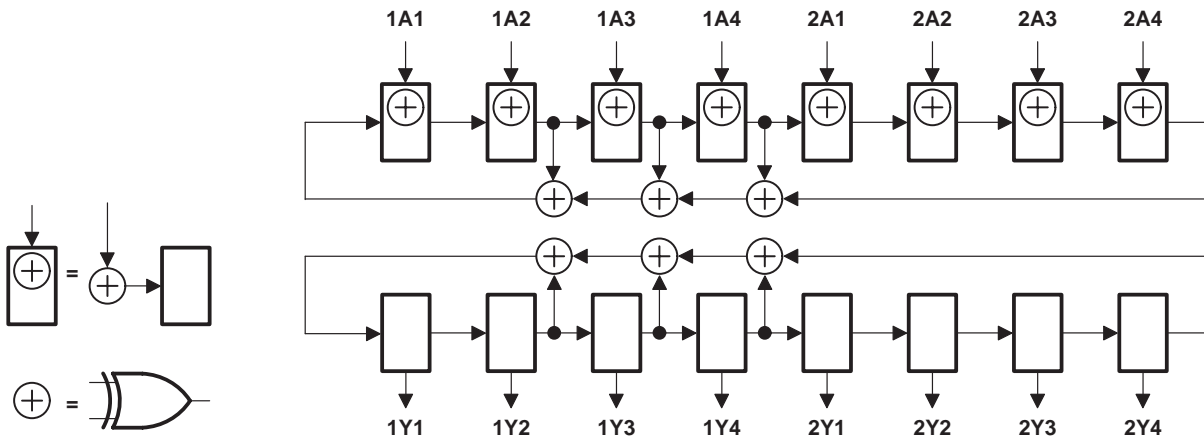 1A1 1A2 1A3 1A4 2A1 2A2 2A3 2A4
=
=
1Y1 1Y2 1Y3 1Y4 2Y1 2Y2 2Y3 2Y4